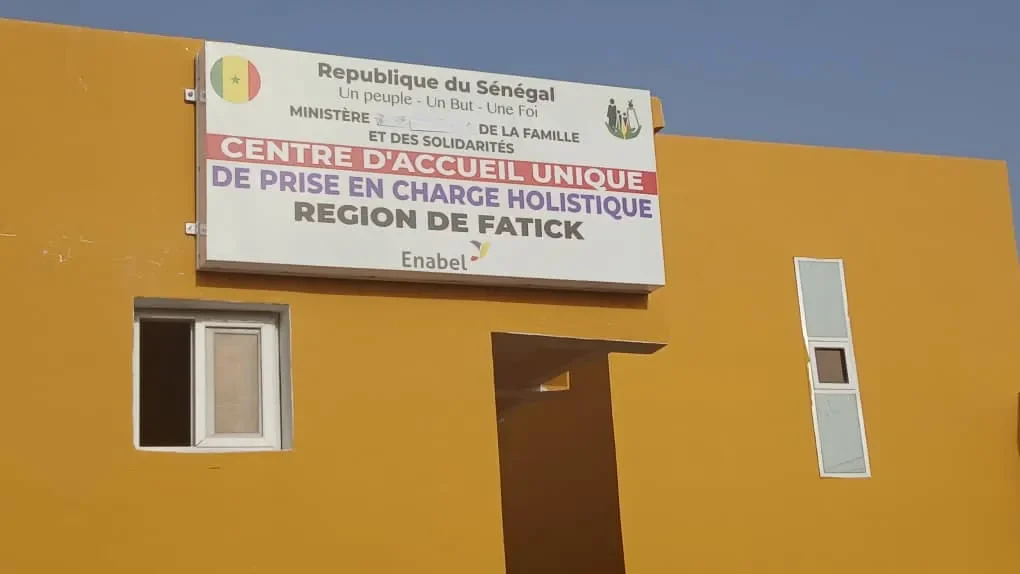 Republique du Sénégal
Un peuple - Un But - Une Foi
MINISTÈRE DE LA FAMILLE
ET DES SOLIDARITÉS
CENTRE D'ACCUEIL UNIQUE
DE PRISE EN CHARGE HOLISTIQUE
REGION DE FATICK
Enabel